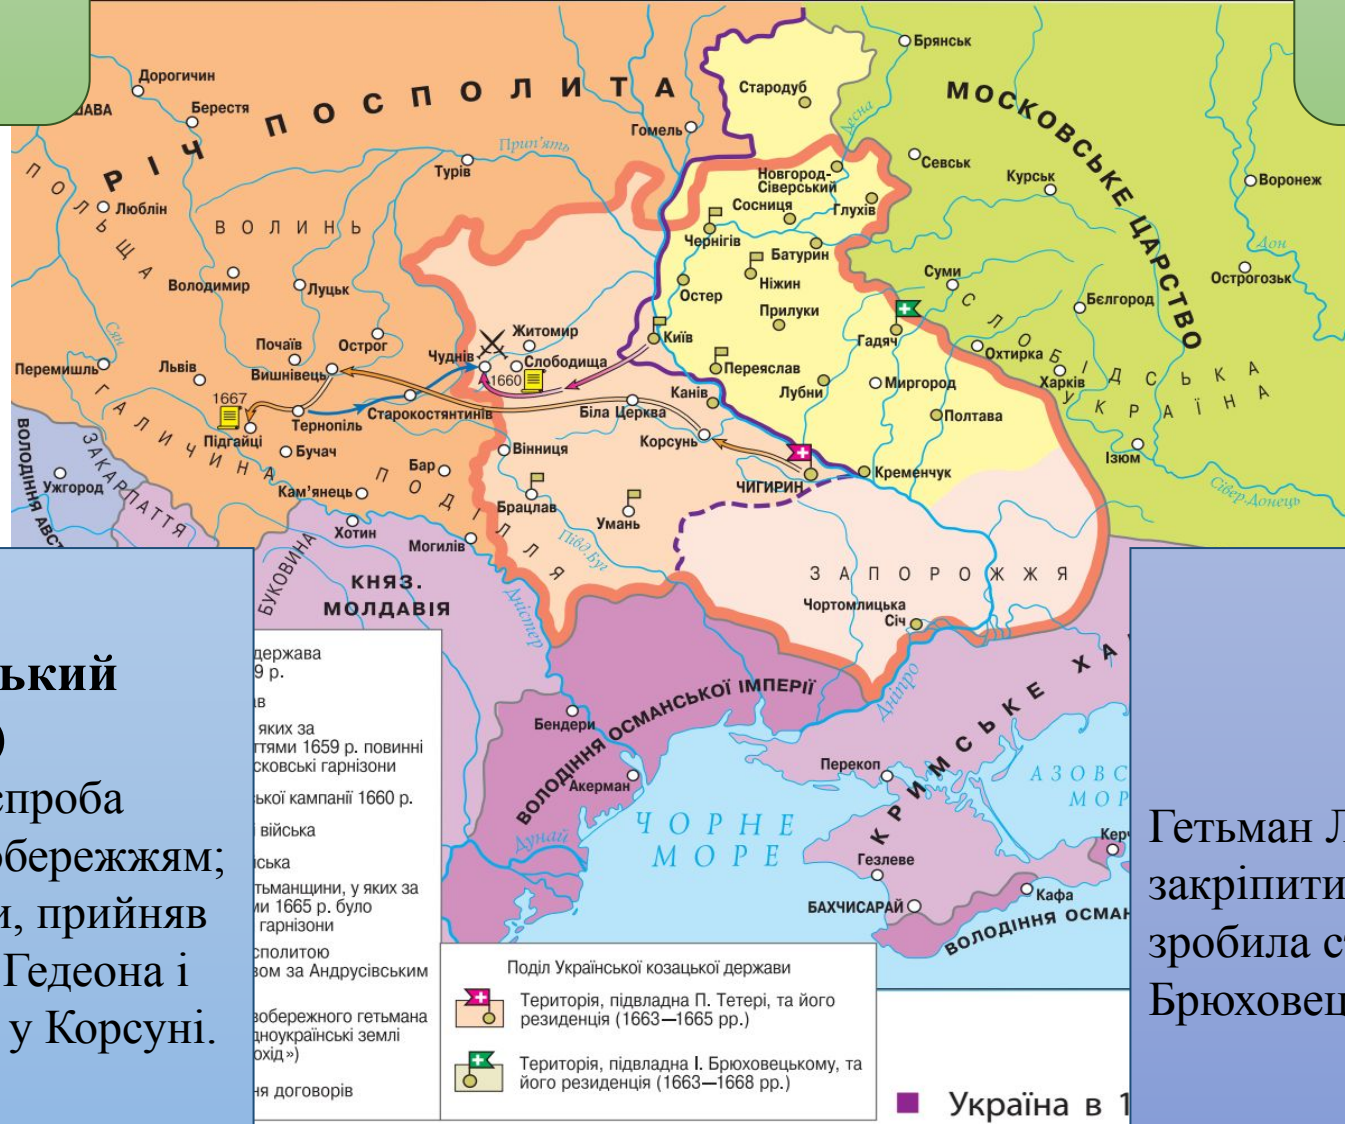 РІЧ ПОСПОЛИТА
МОСКОВСЬКЕ ЦАРСТВО
Брянськ
Дорогичин
Стародуб
Берестя
Гомель
Десна
Прип'ять
Турів
Севськ
Курськ
Воронеж
Новгород-
Сіверський
Сосниця
Глухів
ПОЛЬЩА
Люблін
ВОЛИНЬ
Чернігів
Батурин
Дон
Володимир
Луцьк
Остер
Ніжин
Суми
Острогозьк
Прилуки
Бєлгород
Сян
Житомир
Київ
Гадяч
СЛОБІДСЬКА
УКРАЇНА
Почаїв
Острог
Чуднів
Слободища
Охтирка
Перемишль
Львів
Вишнівець
1660
Переяслав
Харків
1667
Лубни
Миргород
Канів
Старокостянтинів
Біла Церква
Полтава
Тернопіль
Підгайці
Корсунь
ГАЛИЧИНА
Бучач
Вінниця
Ізюм
ЗАКАРПАТТЯ
Бар
ПОДІЛЛЯ
Кременчук
Ужгород
Кам'янець
ЧИГИРИН
Сівер.Донець
Брацлав
Умань
Хотин
Могилів
Півд.Буг
БУКОВИНА
КНЯЗ.
МОЛДАВІЯ
ЗАПОРОЖЖЯ
Дністер
Чортомлицька
Січ
Дніпро
ВОЛОДІННЯ ОСМАНСЬКОЇ ІМПЕРІЇ
Бендери
Акерман
Перекоп
КРИМСЬКЕ ХА
АЗОВС
МОР
ЧОРНЕ
МОРЕ
Дунай
Гезлеве
Керч
Кафа
БАХЧИСАРАЙ
ВОЛОДІННЯ ОСМАН
ький
)
спроба
обережжям;
и, прийняв
Гедеона і
у Корсуні.
держава
9 р.
ав
яких за
ттями 1659 р. повинні
сковські гарнізони
ької кампанії 1660 р.
і війська
ська
тьманщини, у яких за
ми 1665 р. було
гарнізони
сполитою
вом за Андрусівським
вобережного гетьмана
дноукраїнські землі
охід»)
ня договорів
Поділ Української козацької держави
Територія, підвладна П. Тетері, та його
резиденція (1663—1665 рр.)
Територія, підвладна І. Брюховецькому, та
його резиденція (1663—1668 рр.)
Україна в 1
Гетьман Л
закріпити
зробила ст
Брюховец